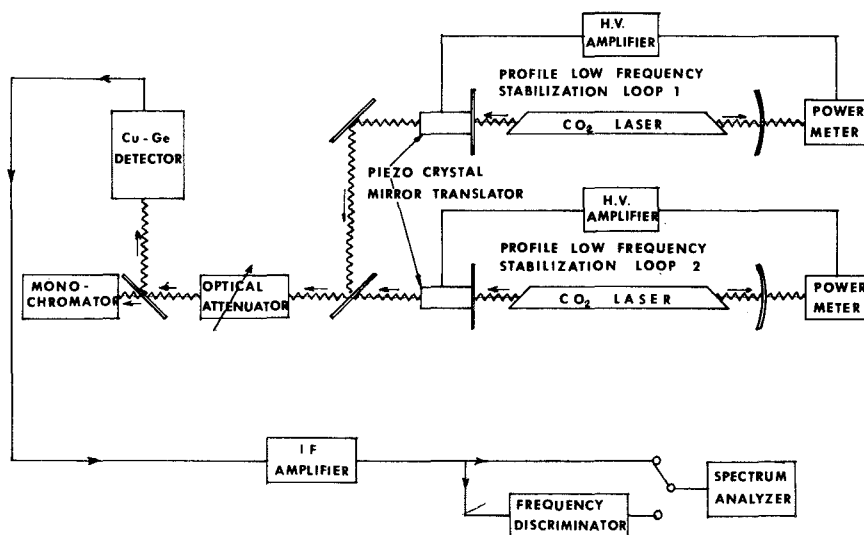 H.V.
AMPLIFIER
PROFILE LOW FREQUENCY
STABILIZATION LOOP 1
CO₂ LASER
POWER
METER
Cu-Ge
DETECTOR
PIEZO CRYSTAL
MIRROR TRANSLATOR
H.V.
AMPLIFIER
PROFILE LOW FREQUENCY
STABILIZATION LOOP 2
CO₂ LASER
POWER
METER
MONO-
CHROMATOR
OPTICAL
ATTENUATOR
I F
AMPLIFIER
FREQUENCY
DISCRIMINATOR
SPECTRUM
ANALYZER